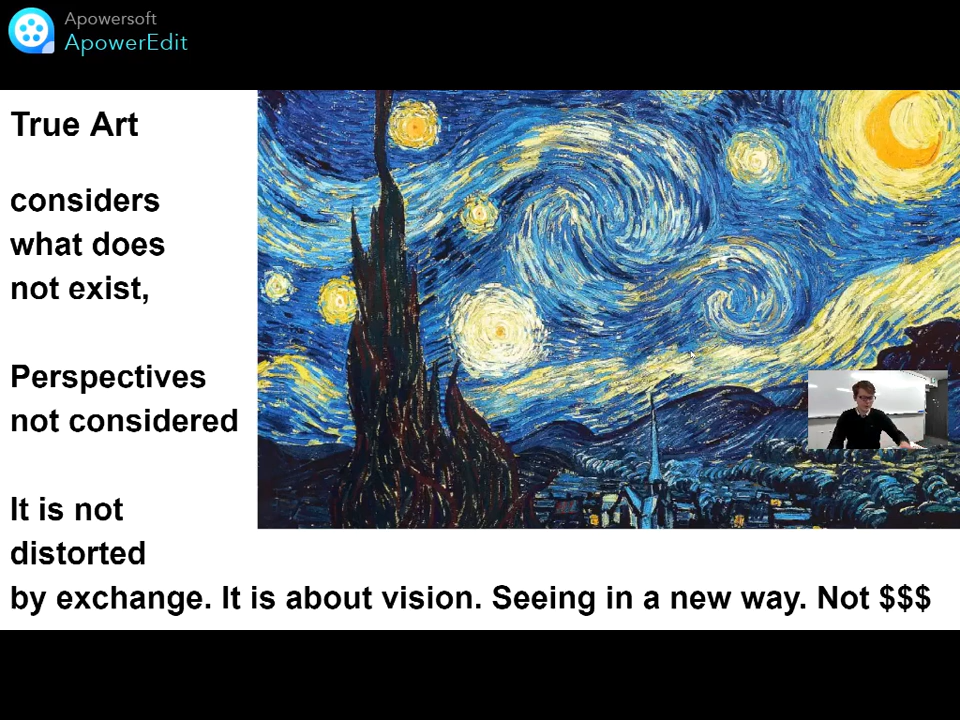 Apowersoft
ApowerEdit
True Art
considers
what does
not exist,
Perspectives
not considered
It is not
distorted
by exchange. It is about vision. Seeing in a new way. Not $$$